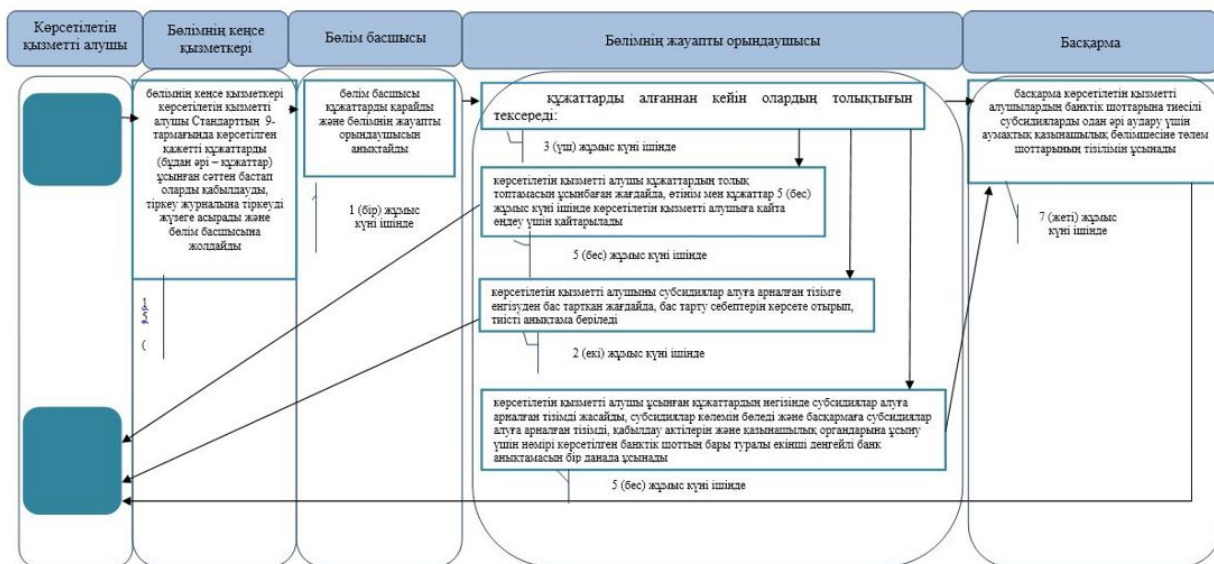 Көрсетілетін
қызметті алушы
Бөлімнің кеңсе
қызметкері
Бөлім басшысы
Бөлімнің жауапты орындаушысы
Басқарма
бөлімнің кеңсе қызметкері
көрсетілетін қызметті
алушы Стандарттың 9-
тармағында көрсетілген
қажетті құжаттарды
(бұдан әрі – құжаттар)
ұсынған сәттен бастап
оларды қабылдауды,
тіркеу журналына тіркеуді
жүзеге асырады және
бөлім басшысына
жолдайды
1
(
бөлім басшысы
құжаттарды қарайды
және бөлімнің жауапты
орындаушысын
анықтайды
1 (бір) жұмыс
күні ішінде
құжаттарды алғаннан кейін олардың толықтығын
тексереді:
3 (үш) жұмыс күні ішінде
көрсетілетін қызметті алушы құжаттардың толық
топтамасын ұсынбаған жағдайда, өтінім мен құжаттар 5 (бес)
жұмыс күні ішінде көрсетілетін қызметті алушыға қайта
өңдеу үшін қайтарылады
5 (бес) жұмыс күні ішінде
көрсетілетін қызметті алушыны субсидиялар алуға арналған тізімге
енгізуден бас тартқан жағдайда, бас тарту себептерін көрсете отырып,
тиісті анықтама беріледі
2 (екі) жұмыс күні ішінде
көрсетілетін қызметті алушы ұсынған құжаттардың негізінде субсидиялар алуға
арналған тізімді жасайды, субсидиялар көлемін бөледі және басқармаға субсидиялар
алуға арналған тізімді, қабылдау актілерін және қазынашылық органдарына ұсыну
үшін нөмірі көрсетілген банктік шоттың бары туралы екінші деңгейлі банк
анықтамасын бір данада ұсынады
5 (бес) жұмыс күні ішінде
басқарма көрсетілетін қызметті
алушылардың банктік шоттарына тиесілі
субсидияларды одан әрі аудару үшін
аумақтық қазынашылық бөлімшесіне төлем
шоттарының тізілімін ұсынады
7 (жеті) жұмыс
күні ішінде